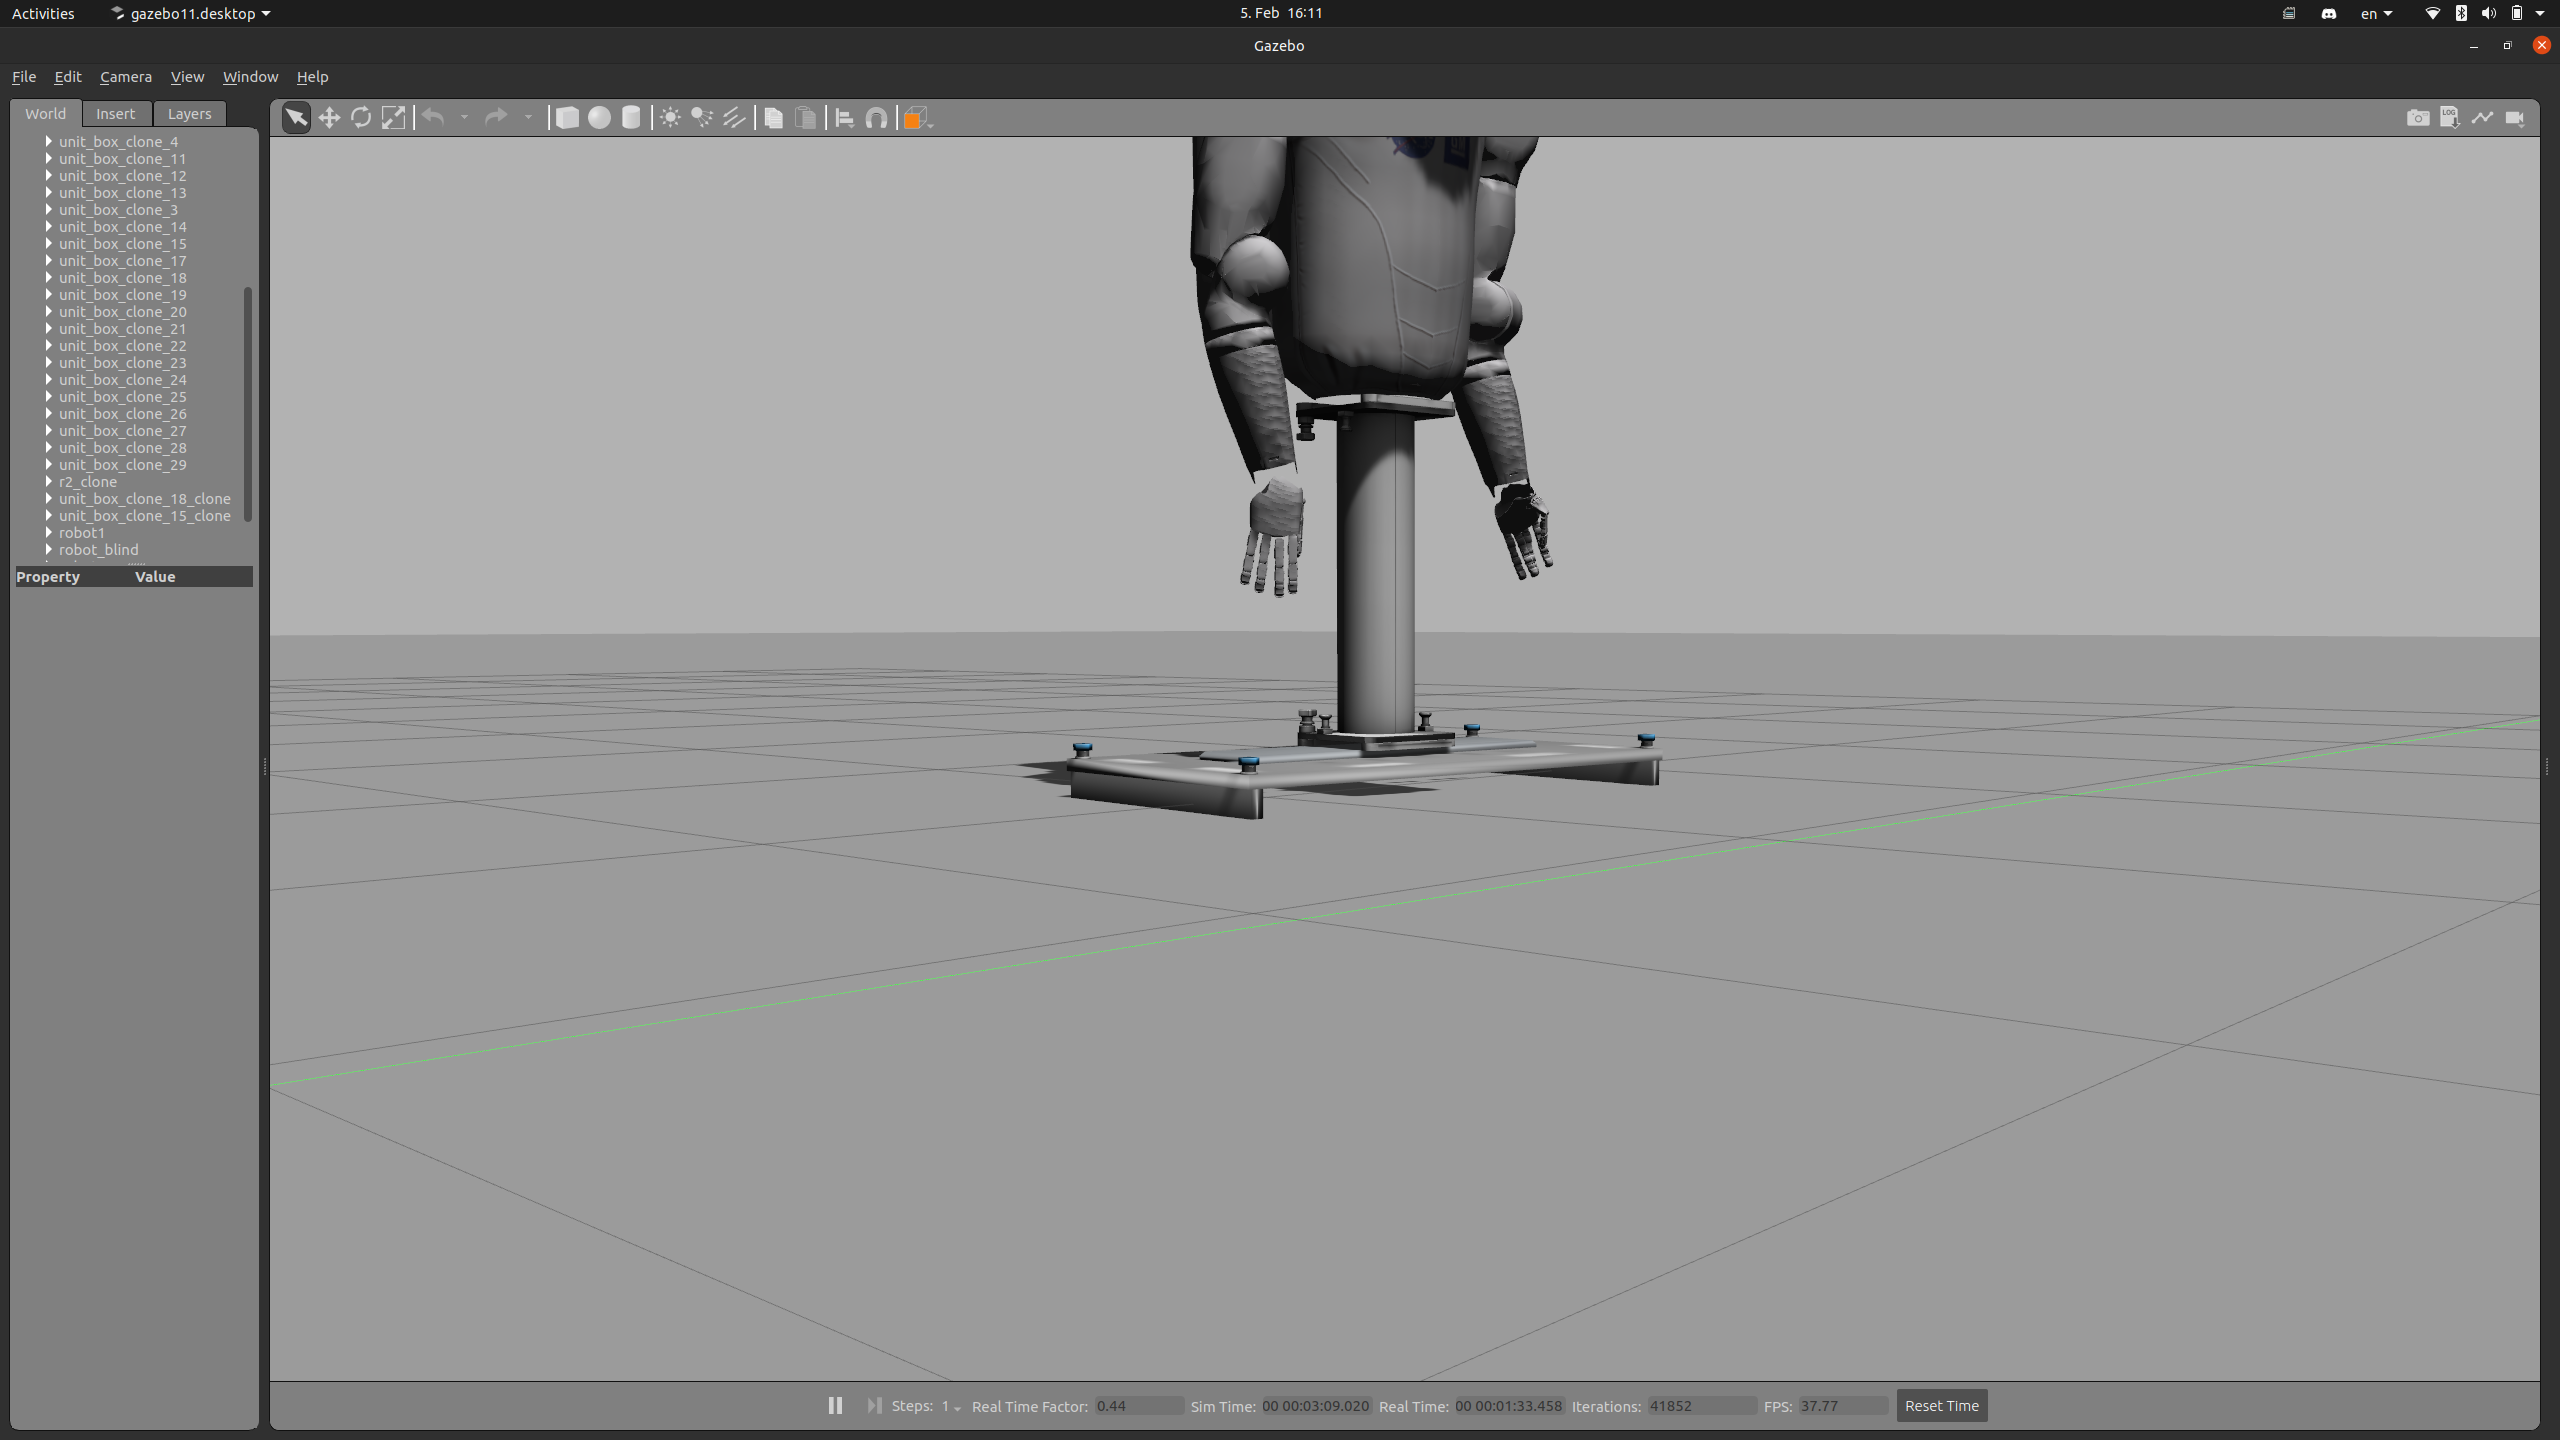 Activities gazebo11.desktop 5. Feb 16:11 en
Gazebo
File Edit Camera View Window Help
World Insert Layers
LOG
unit_box_clone_4
unit_box_clone_11
unit_box_clone_12
unit_box_clone_13
unit_box_clone_3
unit_box_clone_14
unit_box_clone_15
unit_box_clone_17
unit_box_clone_18
unit_box_clone_19
unit_box_clone_20
unit_box_clone_21
unit_box_clone_22
unit_box_clone_23
unit_box_clone_24
unit_box_clone_25
unit_box_clone_26
unit_box_clone_27
unit_box_clone_28
unit_box_clone_29
r2_clone
unit_box_clone_18_clone
unit_box_clone_15_clone
robot1
robot_blind
Property Value
Steps: 1 Real Time Factor: 0.44 Sim Time: 00 00:03:09.020 Real Time: 00 00:01:33.458 Iterations: 41852 FPS: 37.77 Reset Time